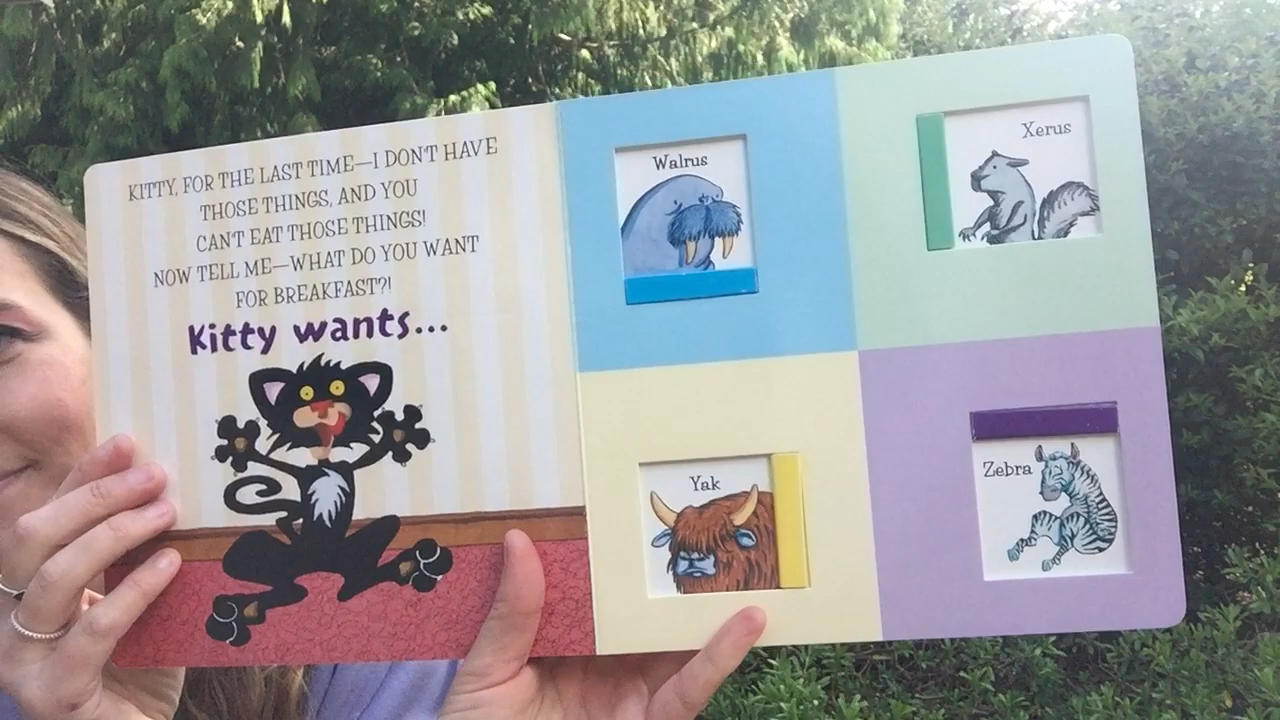 KITTY, FOR THE LAST TIME—I DON'T HAVE
THOSE THINGS, AND YOU
CAN'T EAT THOSE THINGS!
NOW TELL ME—WHAT DO YOU WANT
FOR BREAKFAST?!
Kitty wants...
Walrus
Xerus
Yak
Zebra